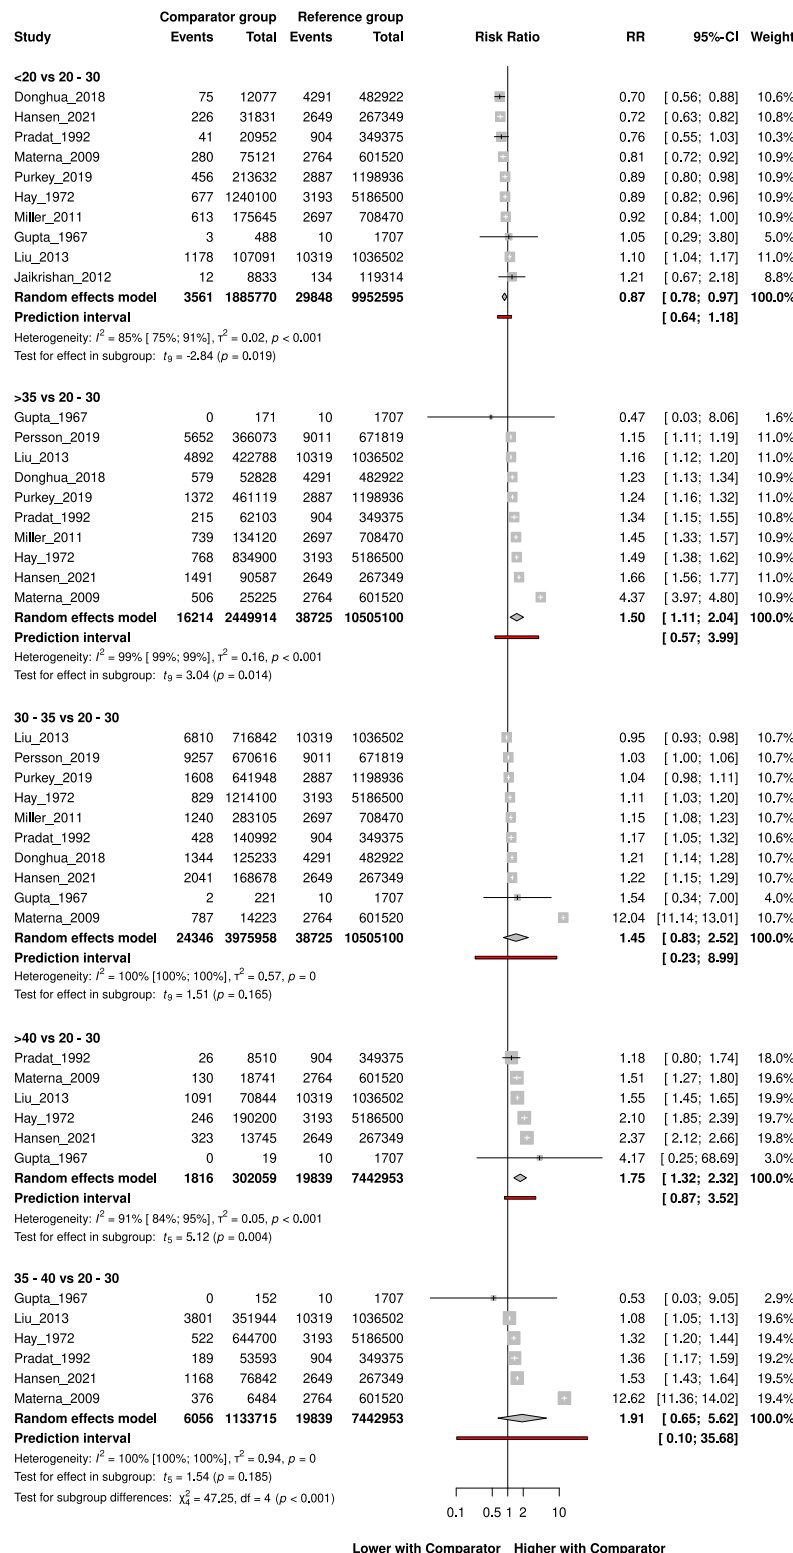 Comparator group Reference group
Study Events Total Events Total Risk Ratio RR 95%-CI Weight
<20 vs 20 - 30
Donghua_2018 75 12077 4291 482922 0.70 [ 0.56; 0.88] 10.6%
Hansen_2021 226 31831 2649 267349 0.72 [ 0.63; 0.82] 10.8%
Pradat_1992 41 20952 904 349375 0.76 [ 0.55; 1.03] 10.3%
Materna_2009 280 75121 2764 601520 0.81 [ 0.72; 0.92] 10.9%
Purkey_2019 456 213632 2887 1198936 0.89 [ 0.80; 0.98] 10.9%
Hay_1972 677 1240100 3193 5186500 0.89 [ 0.82; 0.96] 10.9%
Miller_2011 613 175645 2697 708470 0.92 [ 0.84; 1.00] 10.9%
Gupta_1967 3 488 10 1707 1.05 [ 0.29; 3.80] 5.0%
Liu_2013 1178 107091 10319 1036502 1.10 [ 1.04; 1.17] 11.0%
Jaikrishan_2012 12 8833 134 119314 1.21 [ 0.67; 2.18] 8.8%
Random effects model 3561 1885770 29848 9952595 0.87 [ 0.78; 0.97] 100.0%
Prediction interval [ 0.64; 1.18]
Heterogeneity: I² = 85% [ 75%; 91%], τ² = 0.02, p < 0.001
Test for effect in subgroup: t₉ = -2.84 (p = 0.019)
>35 vs 20 - 30
Gupta_1967 0 171 10 1707 0.47 [ 0.03; 8.06] 1.6%
Persson_2019 5652 366073 9011 671819 1.15 [ 1.11; 1.19] 11.0%
Liu_2013 4892 422788 10319 1036502 1.16 [ 1.12; 1.20] 11.0%
Donghua_2018 579 52828 4291 482922 1.23 [ 1.13; 1.34] 10.9%
Purkey_2019 1372 461119 2887 1198936 1.24 [ 1.16; 1.32] 11.0%
Pradat_1992 215 62103 904 349375 1.34 [ 1.15; 1.55] 10.8%
Miller_2011 739 134120 2697 708470 1.45 [ 1.33; 1.57] 10.9%
Hay_1972 768 834900 3193 5186500 1.49 [ 1.38; 1.62] 10.9%
Hansen_2021 1491 90587 2649 267349 1.66 [ 1.56; 1.77] 11.0%
Materna_2009 506 25225 2764 601520 4.37 [ 3.97; 4.80] 10.9%
Random effects model 16214 2449914 38725 10505100 1.50 [ 1.11; 2.04] 100.0%
Prediction interval [ 0.57; 3.99]
Heterogeneity: I² = 99% [ 99%; 99%], τ² = 0.16, p < 0.001
Test for effect in subgroup: t₉ = 3.04 (p = 0.014)
30 - 35 vs 20 - 30
Liu_2013 6810 716842 10319 1036502 0.95 [ 0.93; 0.98] 10.7%
Persson_2019 9257 670616 9011 671819 1.03 [ 1.00; 1.06] 10.7%
Purkey_2019 1608 641948 2887 1198936 1.04 [ 0.98; 1.11] 10.7%
Hay_1972 829 1214100 3193 5186500 1.11 [ 1.03; 1.20] 10.7%
Miller_2011 1240 283105 2697 708470 1.15 [ 1.08; 1.23] 10.7%
Pradat_1992 428 140992 904 349375 1.17 [ 1.05; 1.32] 10.6%
Donghua_2018 1344 125233 4291 482922 1.21 [ 1.14; 1.28] 10.7%
Hansen_2021 2041 168678 2649 267349 1.22 [ 1.15; 1.29] 10.7%
Gupta_1967 2 221 10 1707 1.54 [ 0.34; 7.00] 4.0%
Materna_2009 787 14223 2764 601520 12.04 [11.14; 13.01] 10.7%
Random effects model 24346 3975958 38725 10505100 1.45 [ 0.83; 2.52] 100.0%
Prediction interval [ 0.23; 8.99]
Heterogeneity: I² = 100% [100%; 100%], τ² = 0.57, p = 0
Test for effect in subgroup: t₉ = 1.51 (p = 0.165)
>40 vs 20 - 30
Pradat_1992 26 8510 904 349375 1.18 [ 0.80; 1.74] 18.0%
Materna_2009 130 18741 2764 601520 1.51 [ 1.27; 1.80] 19.6%
Liu_2013 1091 70844 10319 1036502 1.55 [ 1.45; 1.65] 19.9%
Hay_1972 246 190200 3193 5186500 2.10 [ 1.85; 2.39] 19.7%
Hansen_2021 323 13745 2649 267349 2.37 [ 2.12; 2.66] 19.8%
Gupta_1967 0 19 10 1707 4.17 [ 0.25; 68.69] 3.0%
Random effects model 1816 302059 19839 7442953 1.75 [ 1.32; 2.32] 100.0%
Prediction interval [ 0.87; 3.52]
Heterogeneity: I² = 91% [ 84%; 95%], τ² = 0.05, p < 0.001
Test for effect in subgroup: t₅ = 5.12 (p = 0.004)
35 - 40 vs 20 - 30
Gupta_1967 0 152 10 1707 0.53 [ 0.03; 9.05] 2.9%
Liu_2013 3801 351944 10319 1036502 1.08 [ 1.05; 1.13] 19.6%
Hay_1972 522 644700 3193 5186500 1.32 [ 1.20; 1.44] 19.4%
Pradat_1992 189 53593 904 349375 1.36 [ 1.17; 1.59] 19.2%
Hansen_2021 1168 76842 2649 267349 1.53 [ 1.43; 1.64] 19.5%
Materna_2009 376 6484 2764 601520 12.62 [11.36; 14.02] 19.4%
Random effects model 6056 1133715 19839 7442953 1.91 [ 0.65; 5.62] 100.0%
Prediction interval [ 0.10; 35.68]
Heterogeneity: I² = 100% [100%; 100%], τ² = 0.94, p = 0
Test for effect in subgroup: t₅ = 1.54 (p = 0.185)
Test for subgroup differences: χ²₄ = 47.25, df = 4 (p < 0.001)
0.1 0.5 1 2 10
Lower with Comparator Higher with Comparator